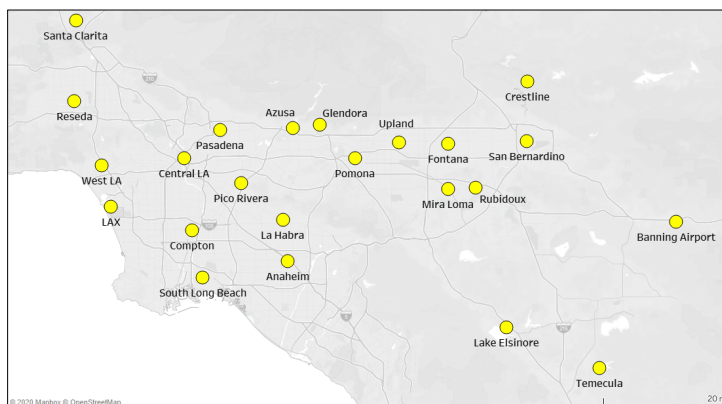 Santa Clarita
Reseda
Crestline
Azusa
Glendora
Upland
Pasadena
West LA
Central LA
Pomona
Fontana
San Bernardino
Pico Rivera
Mira Loma
Rubidoux
LAX
La Habra
Compton
Banning Airport
Anaheim
South Long Beach
Lake Elsinore
Temecula
© 2020 Mapbox © OpenStreetMap
20